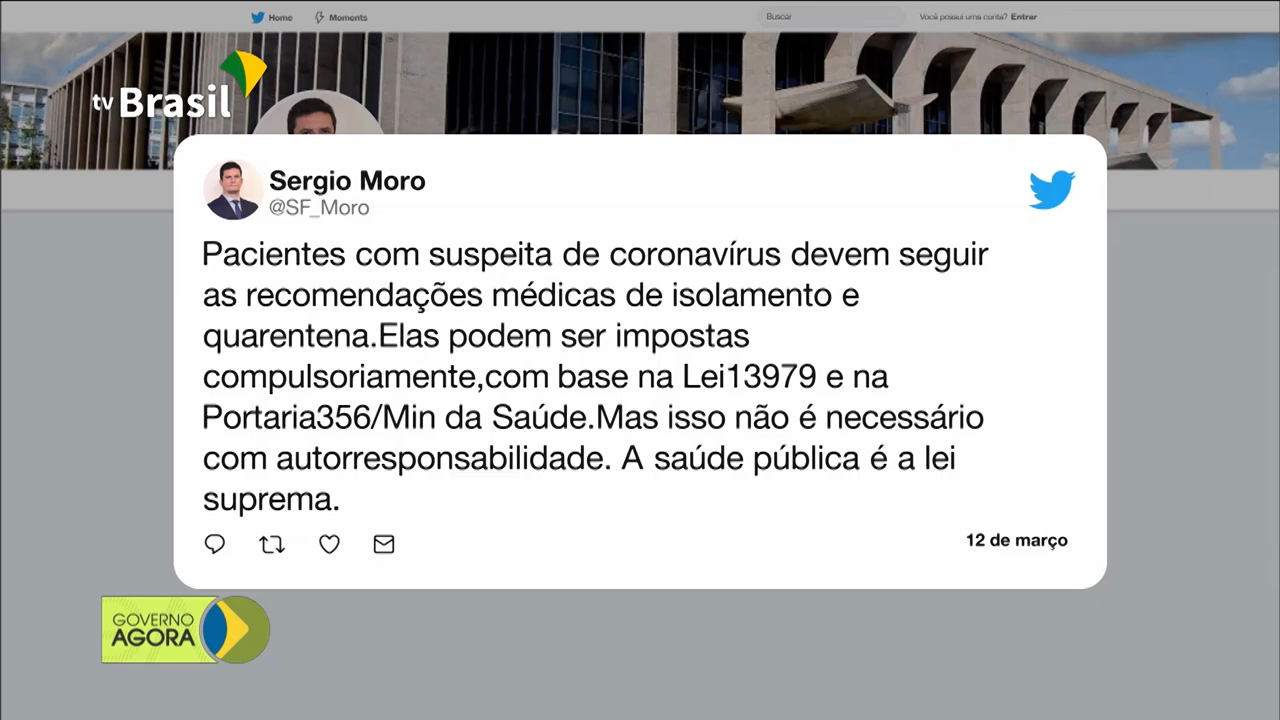 Home
Moments
Buscar
Você possui uma conta? Entrar
tv Brasil
Sergio Moro
@SF_Moro
Pacientes com suspeita de coronavírus devem seguir
as recomendações médicas de isolamento e
quarentena.Elas podem ser impostas
compulsoriamente,com base na Lei13979 e na
Portaria356/Min da Saúde.Mas isso não é necessário
com autorresponsabilidade. A saúde pública é a lei
suprema.
12 de março
GOVERNO
AGORA